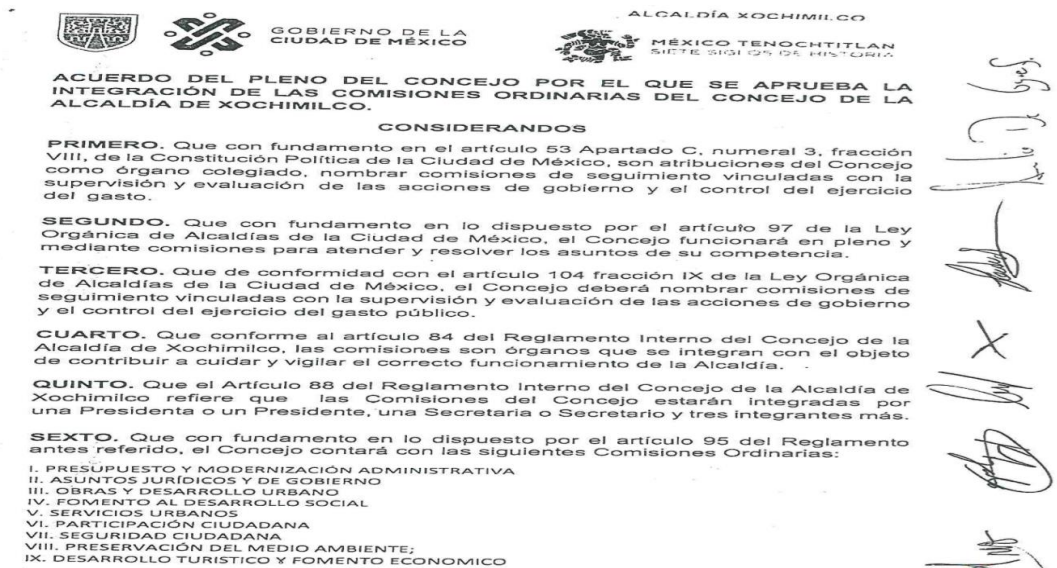 ALCALDÍA XOCHIMILCO
GOBIERNO DE LA
CIUDAD DE MÉXICO
MÉXICO TENOCHTITLAN
SIETE SIGLOS DE HISTORIA
ACUERDO DEL PLENO DEL CONCEJO POR EL QUE SE APRUEBA LA
INTEGRACIÓN DE LAS COMISIONES ORDINARIAS DEL CONCEJO DE LA
ALCALDÍA DE XOCHIMILCO.
CONSIDERANDOS
PRIMERO. Que con fundamento en el artículo 53 Apartado C, numeral 3, fracción
VIII, de la Constitución Política de la Ciudad de México, son atribuciones del Concejo
como órgano colegiado, nombrar comisiones de seguimiento vinculadas con la
supervisión y evaluación de las acciones de gobierno y el control del ejercicio
del gasto.
SEGUNDO. Que con fundamento en lo dispuesto por el artículo 97 de la Ley
Orgánica de Alcaldías de la Ciudad de México, el Concejo funcionará en pleno y
mediante comisiones para atender y resolver los asuntos de su competencia.
TERCERO. Que de conformidad con el artículo 104 fracción IX de la Ley Orgánica
de Alcaldías de la Ciudad de México, el Concejo deberá nombrar comisiones de
seguimiento vinculadas con la supervisión y evaluación de las acciones de gobierno
y el control del ejercicio del gasto público.
CUARTO. Que conforme al artículo 84 del Reglamento Interno del Concejo de la
Alcaldía de Xochimilco, las comisiones son órganos que se integran con el objeto
de contribuir a cuidar y vigilar el correcto funcionamiento de la Alcaldía.
QUINTO. Que el Artículo 88 del Reglamento Interno del Concejo de la Alcaldía de
Xochimilco refiere que las Comisiones del Concejo estarán integradas por
una Presidenta o un Presidente, una Secretaria o Secretario y tres integrantes más.
SEXTO. Que con fundamento en lo dispuesto por el artículo 95 del Reglamento
antes referido, el Concejo contará con las siguientes Comisiones Ordinarias:
I. PRESUPUESTO Y MODERNIZACIÓN ADMINISTRATIVA
II. ASUNTOS JURÍDICOS Y DE GOBIERNO
III. OBRAS Y DESARROLLO URBANO
IV. FOMENTO AL DESARROLLO SOCIAL
V. SERVICIOS URBANOS
VI. PARTICIPACIÓN CIUDADANA
VII. SEGURIDAD CIUDADANA
VIII. PRESERVACIÓN DEL MEDIO AMBIENTE;
IX. DESARROLLO TURISTICO Y FOMENTO ECONOMICO